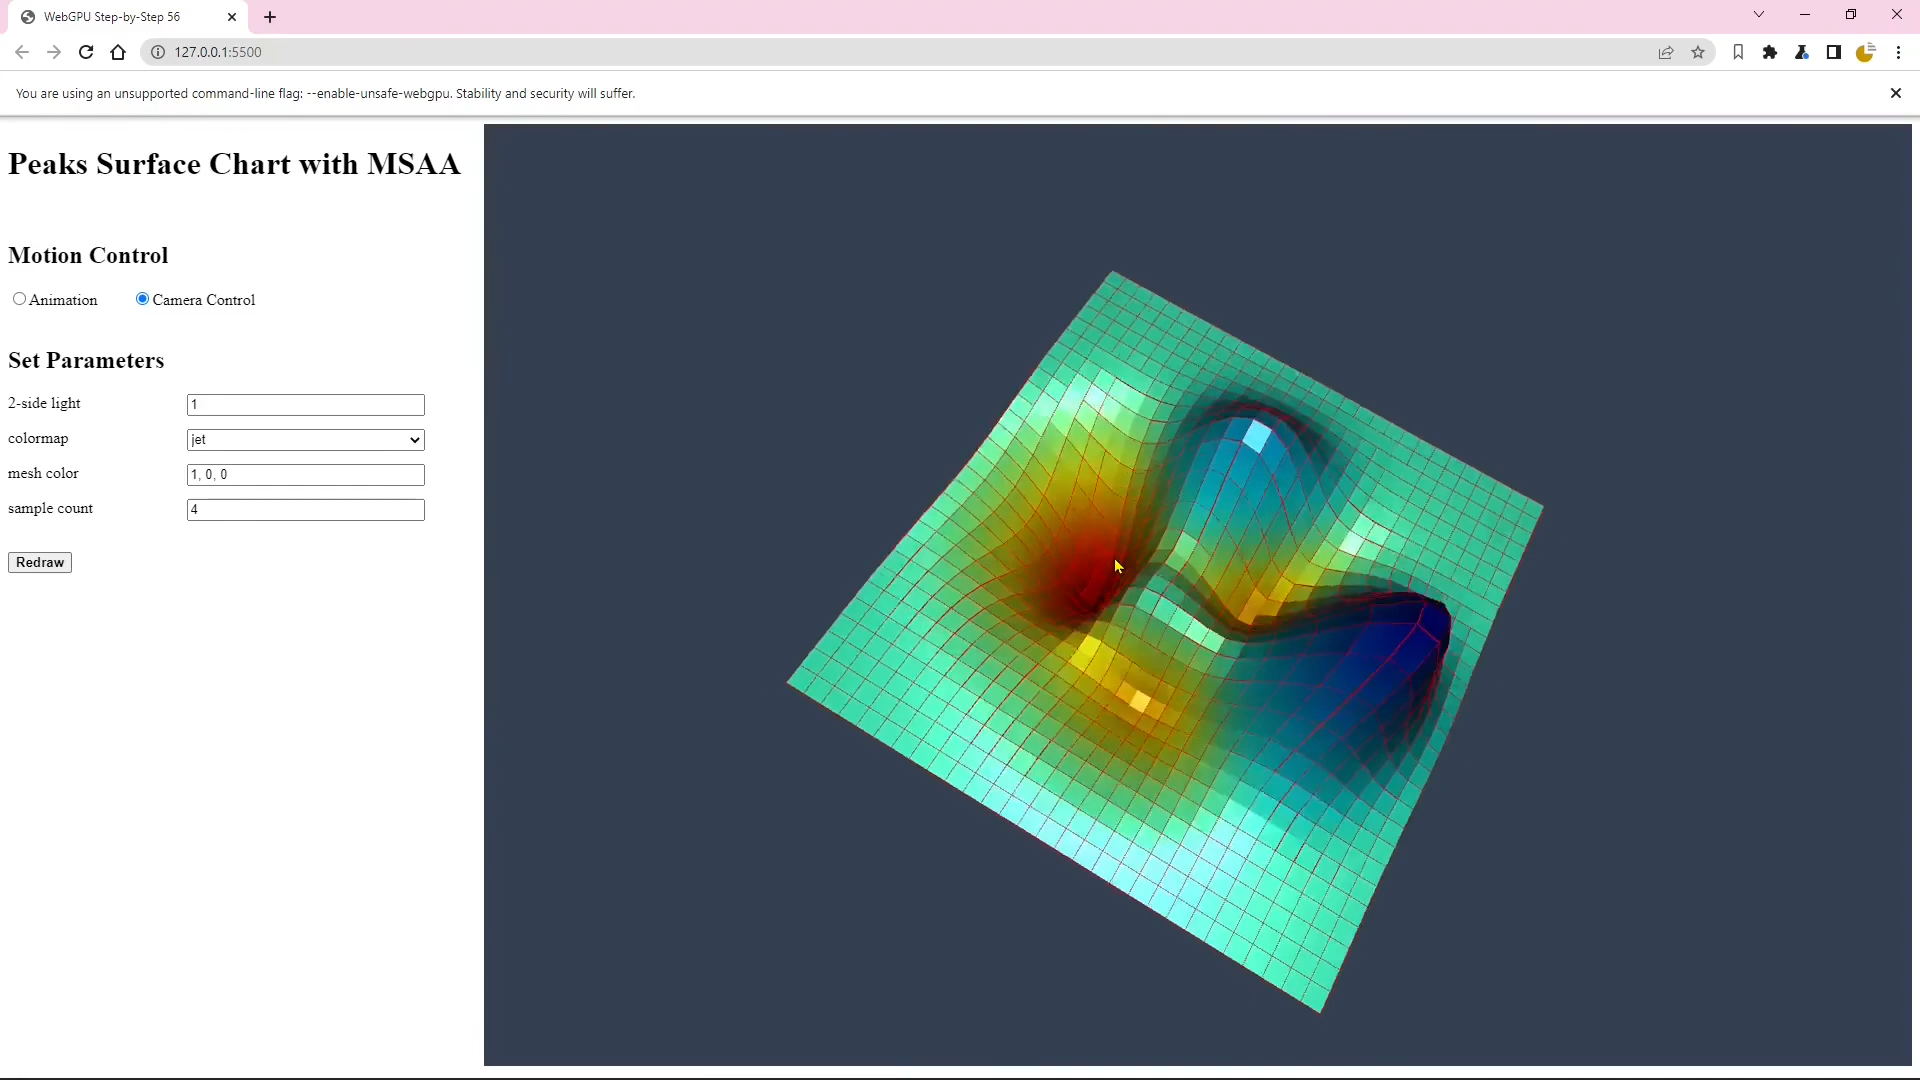 WebGPU Step-by-Step 56
127.0.0.1:5500
You are using an unsupported command-line flag: --enable-unsafe-webgpu. Stability and security will suffer.
Peaks Surface Chart with MSAA
Motion Control
Animation Camera Control
Set Parameters
2-side light 1
colormap jet
mesh color 1, 0, 0
sample count 4
Redraw